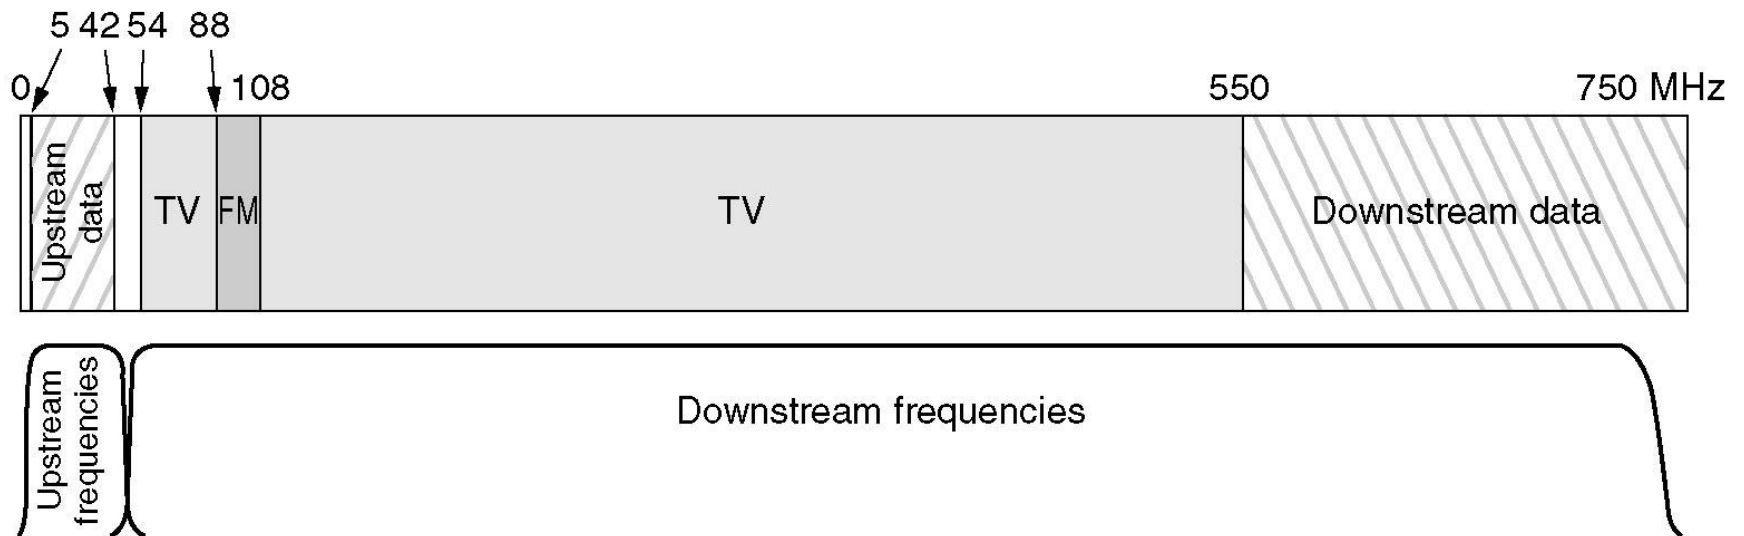 5 42 54 88
0 108 550 750 MHz
Upstream
data
TV FM TV Downstream data
Upstream
frequencies
Downstream frequencies